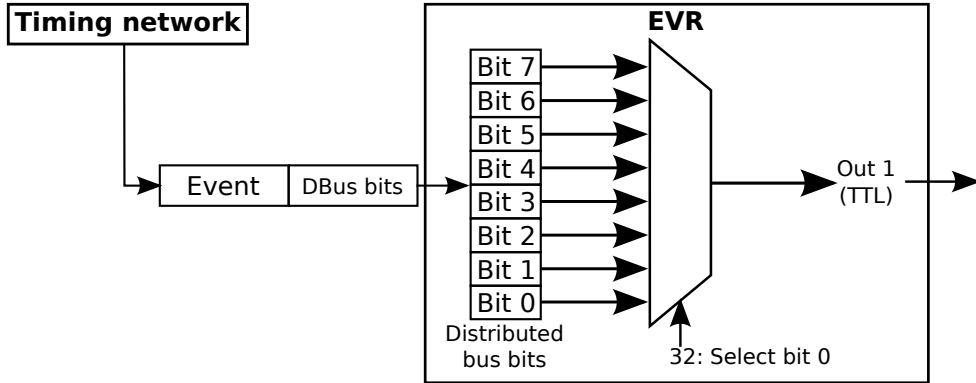 Timing network
EVR
Bit 7
Bit 6
Bit 5
Bit 4
Bit 3
Bit 2
Bit 1
Bit 0
Event
DBus bits
Out 1
(TTL)
Distributed
bus bits
32: Select bit 0